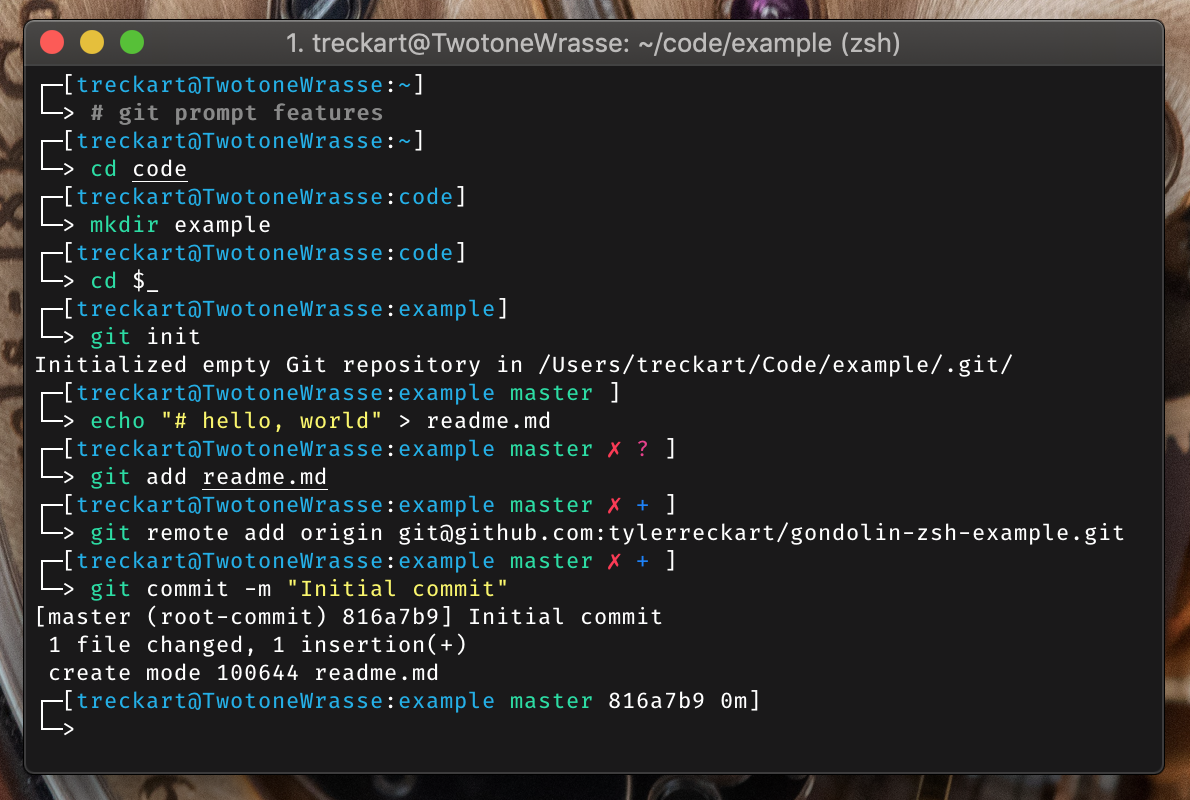 1. treckart@TwotoneWrasse: ~/code/example (zsh)
┌─[treckart@TwotoneWrasse:~]
└─> # git prompt features
┌─[treckart@TwotoneWrasse:~]
└─> cd code
┌─[treckart@TwotoneWrasse:code]
└─> mkdir example
┌─[treckart@TwotoneWrasse:code]
└─> cd $_
┌─[treckart@TwotoneWrasse:example]
└─> git init
Initialized empty Git repository in /Users/treckart/Code/example/.git/
┌─[treckart@TwotoneWrasse:example master ]
└─> echo "# hello, world" > readme.md
┌─[treckart@TwotoneWrasse:example master ✗ ? ]
└─> git add readme.md
┌─[treckart@TwotoneWrasse:example master ✗ + ]
└─> git remote add origin git@github.com:tylerreckart/gondolin-zsh-example.git
┌─[treckart@TwotoneWrasse:example master ✗ + ]
└─> git commit -m "Initial commit"
[master (root-commit) 816a7b9] Initial commit
 1 file changed, 1 insertion(+)
 create mode 100644 readme.md
┌─[treckart@TwotoneWrasse:example master 816a7b9 0m]
└─>